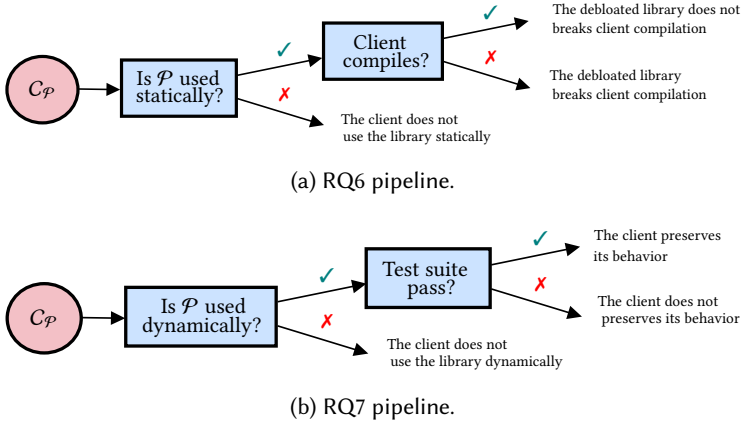 C𝒫
Is 𝒫 used
statically?
✓
✗
Client
compiles?
✓
✗
The debloated library does not
breaks client compilation
The debloated library
breaks client compilation
The client does not
use the library statically
(a) RQ6 pipeline.
C𝒫
Is 𝒫 used
dynamically?
✓
✗
Test suite
pass?
✓
✗
The client preserves
its behavior
The client does not
preserves its behavior
The client does not
use the library dynamically
(b) RQ7 pipeline.